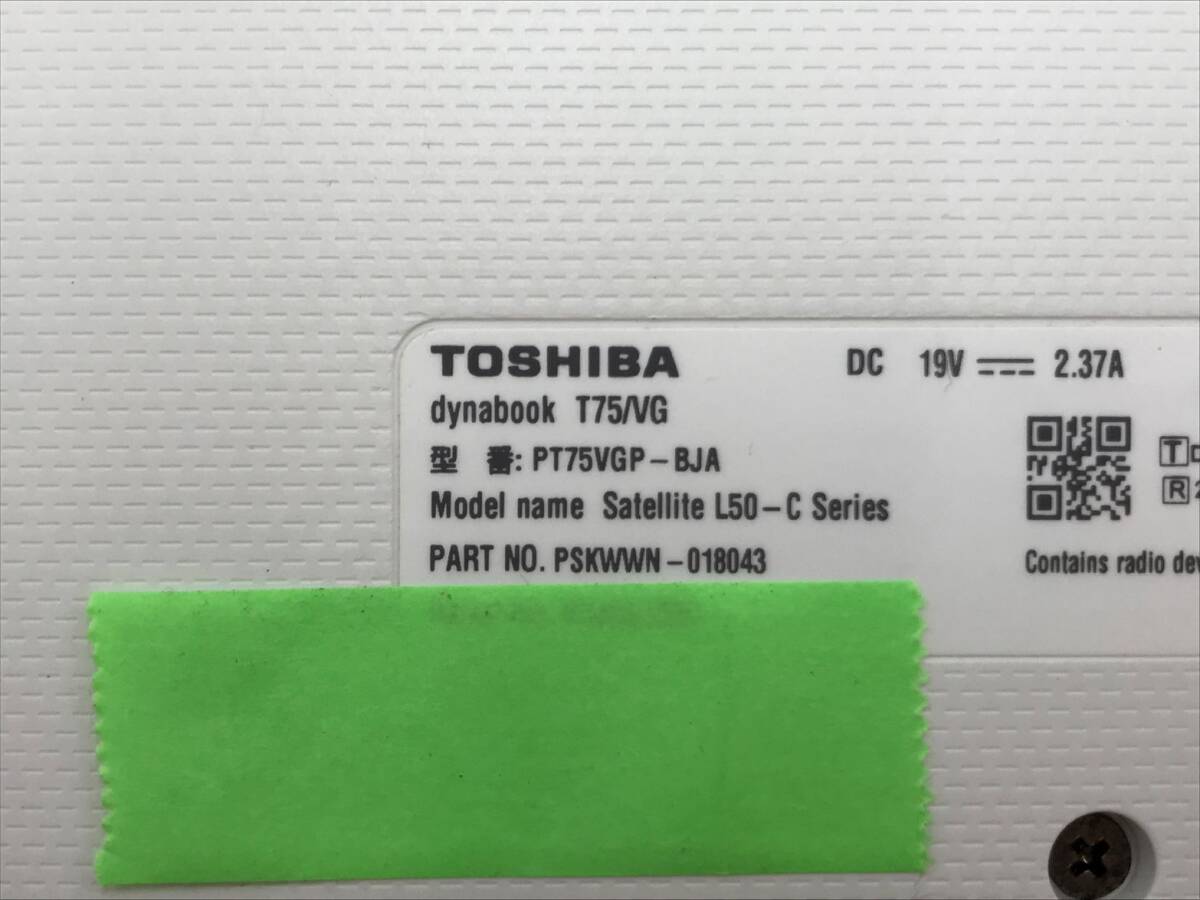 TOSHIBA
DC 19V 2.37A
dynabook T75/VG
型 番: PT75VGP-BJA
Model name Satellite L50-C Series
PART NO. PSKWWN-018043
T
R
Contains radio